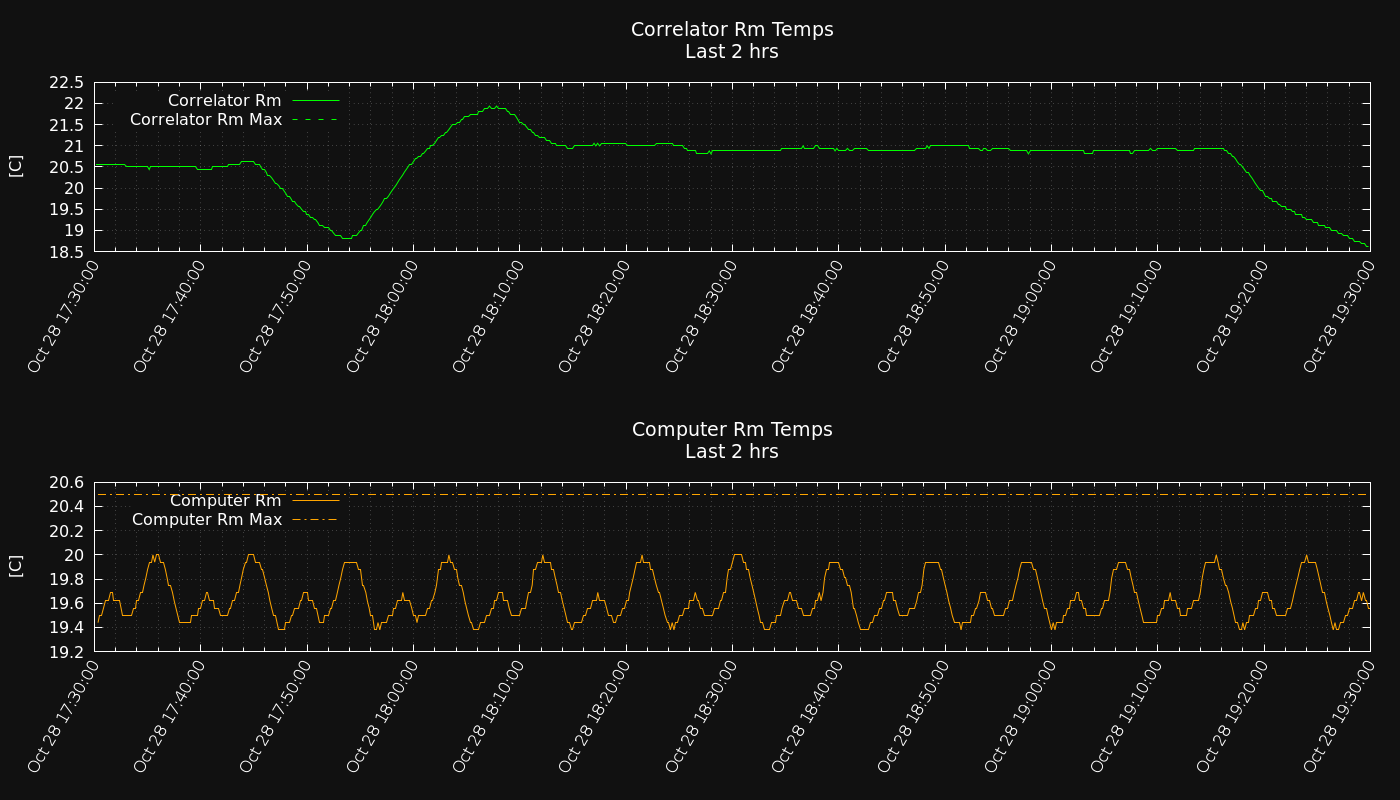 Correlator Rm Temps
Last 2 hrs
22.5
22
21.5
21
20.5
20
19.5
19
18.5
[C]
Correlator Rm
Correlator Rm Max
Oct 28 17:30:00
Oct 28 17:40:00
Oct 28 17:50:00
Oct 28 18:00:00
Oct 28 18:10:00
Oct 28 18:20:00
Oct 28 18:30:00
Oct 28 18:40:00
Oct 28 18:50:00
Oct 28 19:00:00
Oct 28 19:10:00
Oct 28 19:20:00
Oct 28 19:30:00
Computer Rm Temps
Last 2 hrs
20.6
20.4
20.2
20
19.8
19.6
19.4
19.2
[C]
Computer Rm
Computer Rm Max
Oct 28 17:30:00
Oct 28 17:40:00
Oct 28 17:50:00
Oct 28 18:00:00
Oct 28 18:10:00
Oct 28 18:20:00
Oct 28 18:30:00
Oct 28 18:40:00
Oct 28 18:50:00
Oct 28 19:00:00
Oct 28 19:10:00
Oct 28 19:20:00
Oct 28 19:30:00